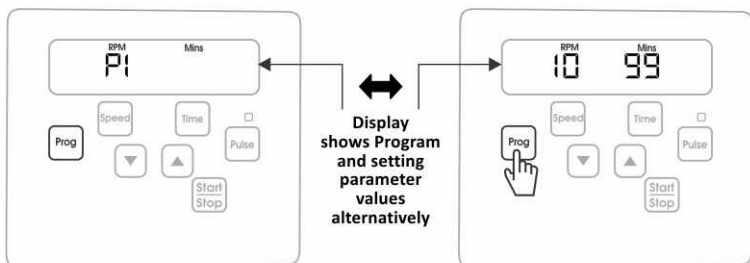 RPM Mins
P1
Speed Time
Prog Pulse
Start
Stop
Display
shows Program
and setting
parameter
values
alternatively
RPM Mins
10 99
Speed Time
Prog Pulse
Start
Stop